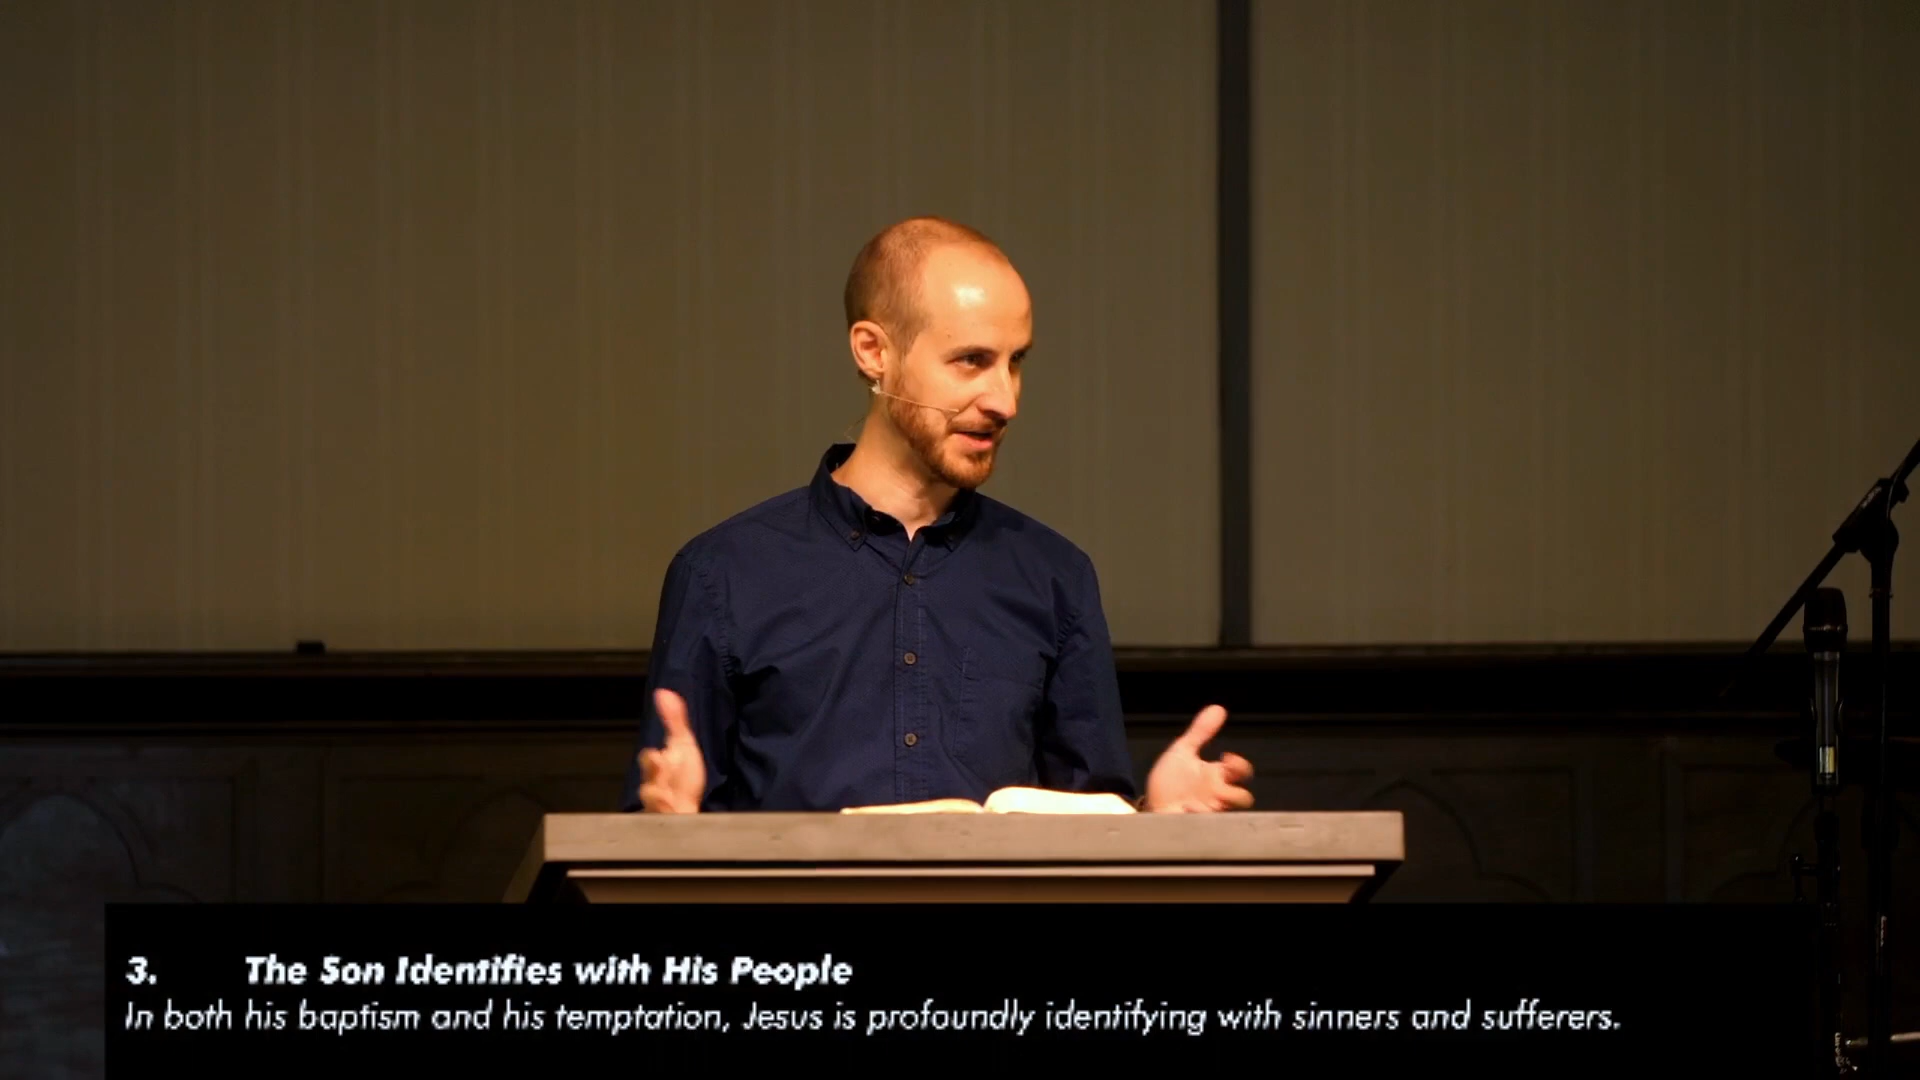 3. The Son Identifies with His People
In both his baptism and his temptation, Jesus is profoundly identifying with sinners and sufferers.